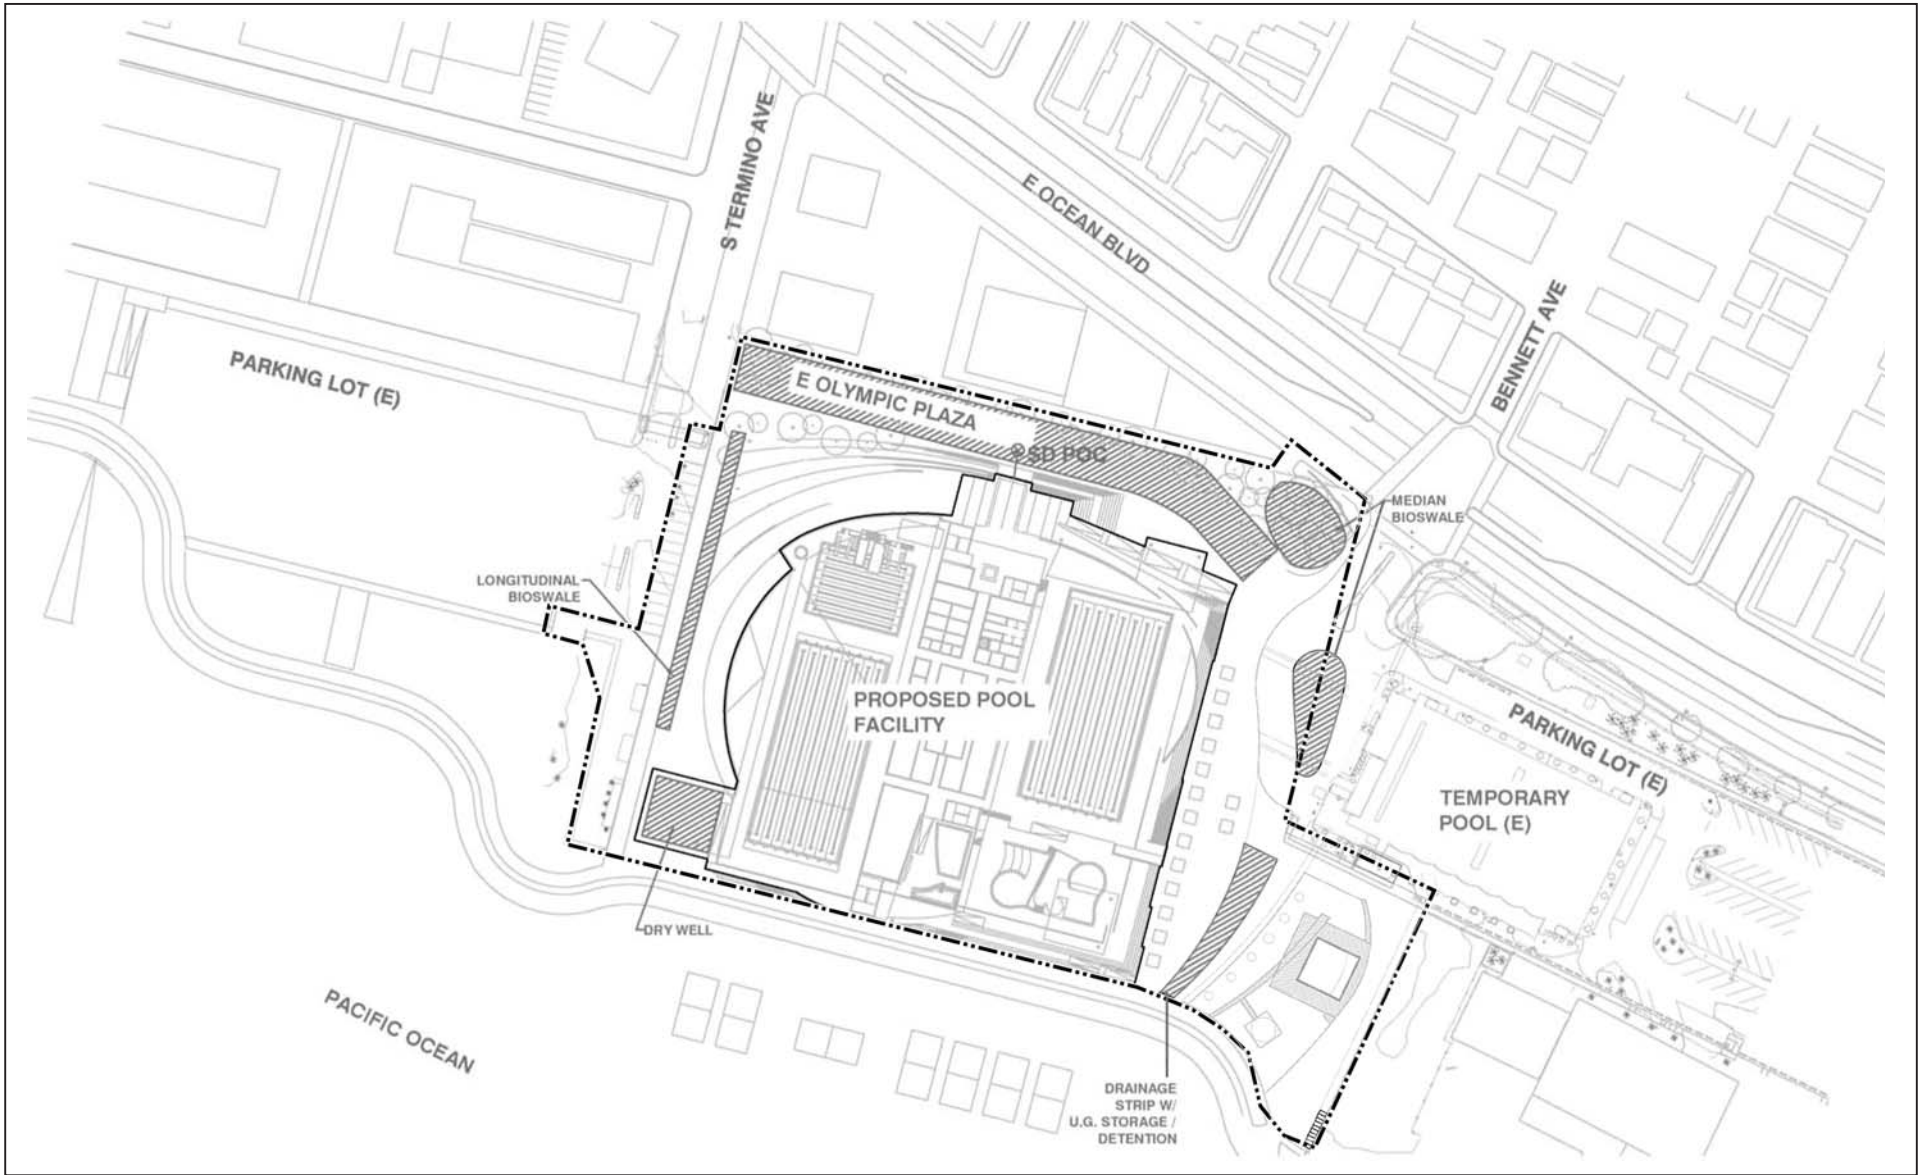 S TERMINO AVE
E OCEAN BLVD
BENNETT AVE
PARKING LOT (E)
E OLYMPIC PLAZA
SD POC
MEDIAN
BIOSWALE
LONGITUDINAL
BIOSWALE
PROPOSED POOL
FACILITY
PARKING LOT (E)
TEMPORARY
POOL (E)
DRY WELL
PACIFIC OCEAN
DRAINAGE
STRIP W/
U.G. STORAGE /
DETENTION